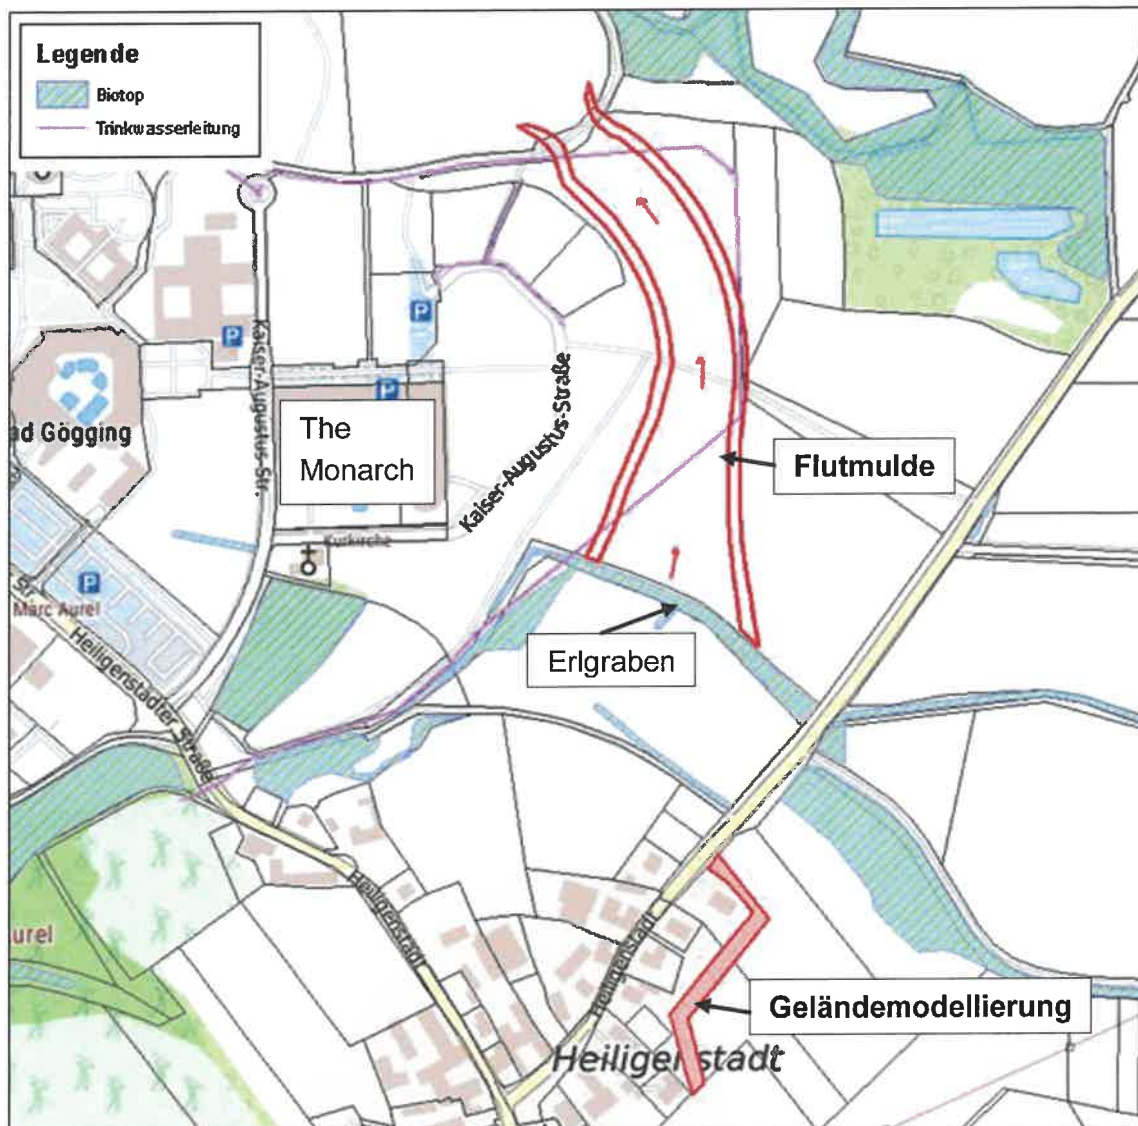 Legende
Biotop
Trinkwasserleitung
P
P
P
Kaiser-Augustus-Str.
The
Monarch
ad Gögging
Kaiser-Augustus-Straße
Flutmulde
Kurkirche
P
Str.
Marc Aurel
Erlgraben
Heiligenstädter Straße
Heiligenstadt
urel
Heiligenstadt
Geländemodellierung
Heiligenstadt